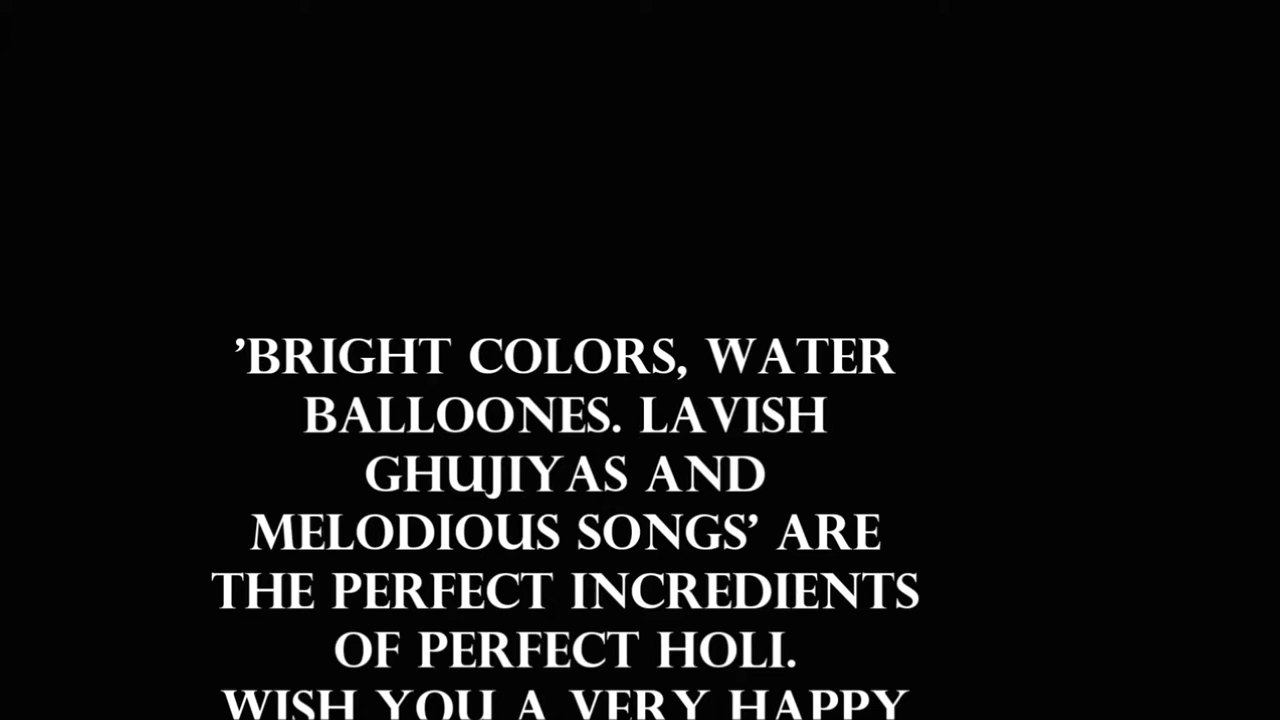 ’BRIGHT COLORS, WATER
BALLOONES. LAVISH
GHUJIYAS AND
MELODIOUS SONGS’ ARE
THE PERFECT INCREDIENTS
OF PERFECT HOLI.
WISH YOU A VERY HAPPY